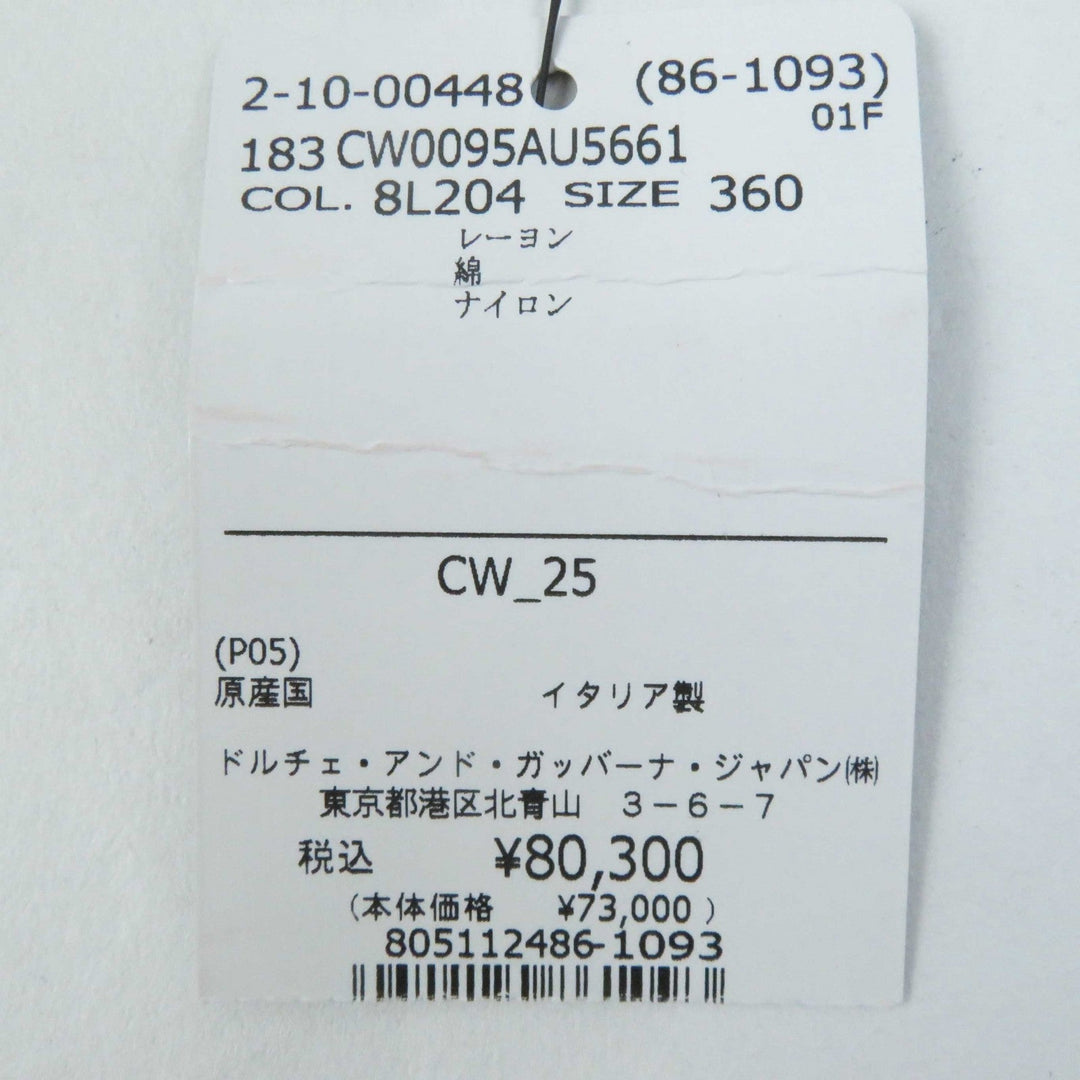 2-10-00448 (86-1093)
01F
183 CW0095AU5661
COL. 8L204 SIZE 360
レーヨン
綿
ナイロン
CW_25
(P05)
原産国 イタリア製
ドルチェ・アンド・ガッバーナ・ジャパン㈱
東京都港区北青山 3－6－7
税込 ¥80,300
(本体価格 ¥73,000 )
805112486-1093